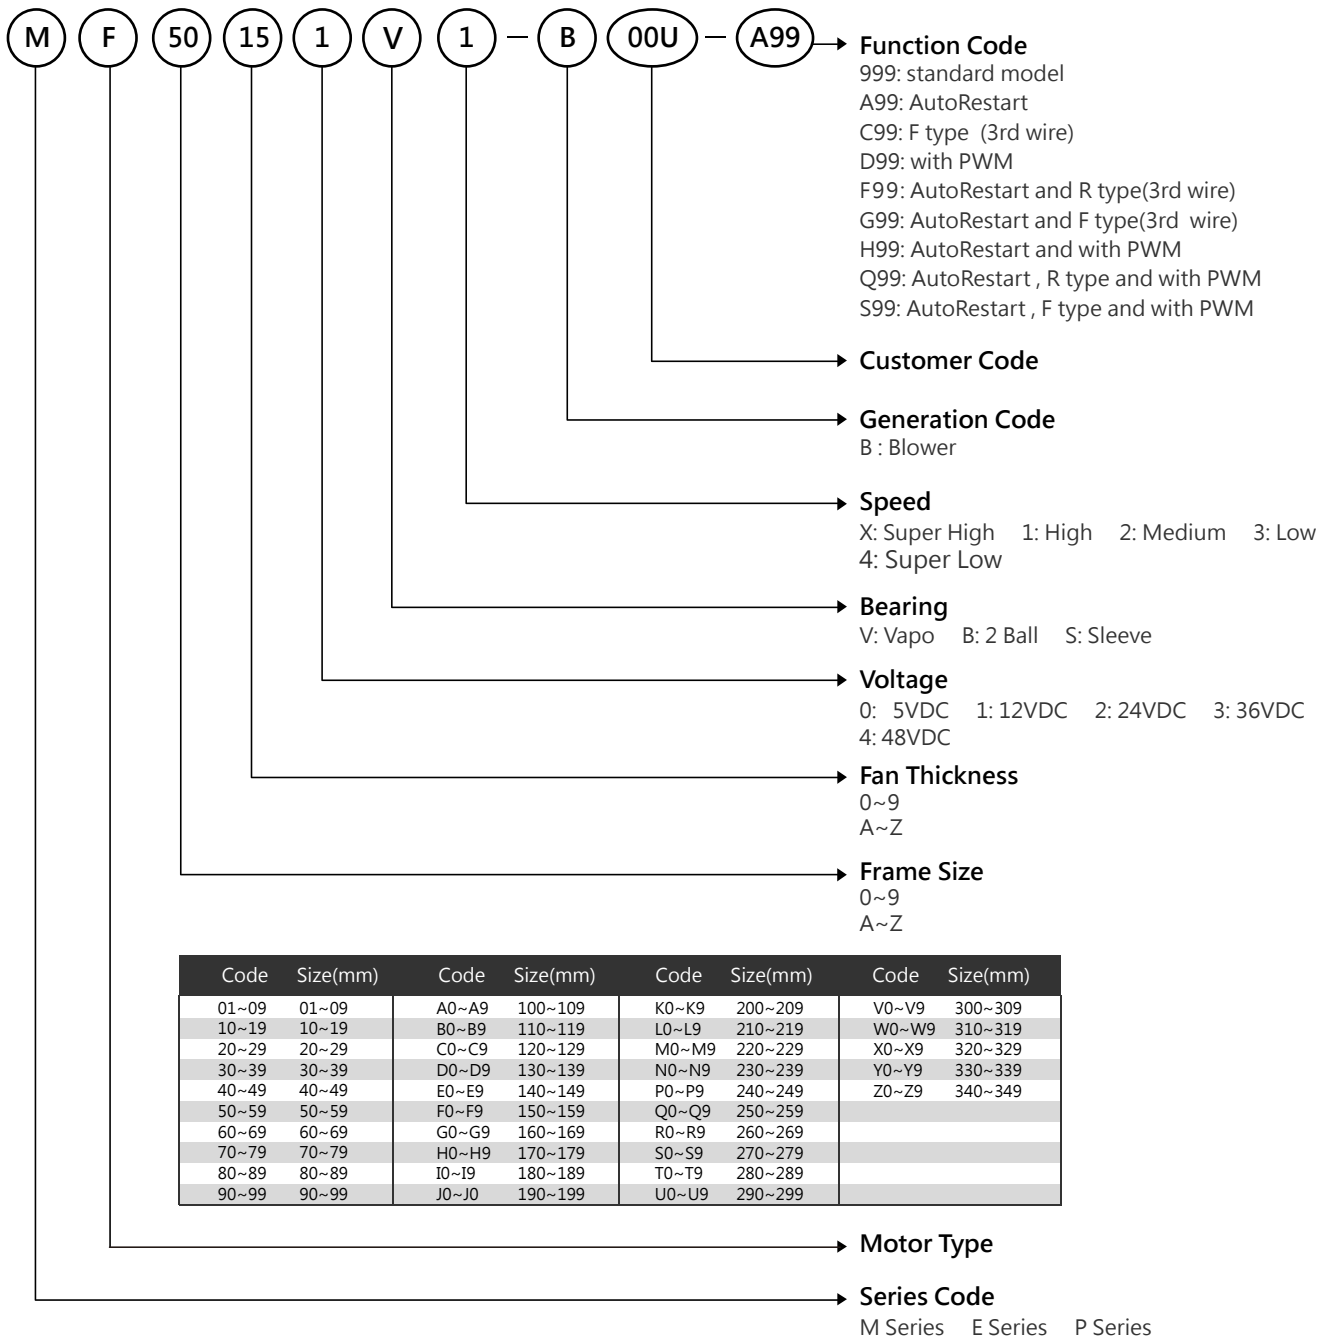 M F 50 15 1 V 1 — B 00U — A99
Function Code
999: standard model
A99: AutoRestart
C99: F type (3rd wire)
D99: with PWM
F99: AutoRestart and R type(3rd wire)
G99: AutoRestart and F type(3rd wire)
H99: AutoRestart and with PWM
Q99: AutoRestart , R type and with PWM
S99: AutoRestart , F type and with PWM
Customer Code
Generation Code
B : Blower
Speed
X: Super High 1: High 2: Medium 3: Low
4: Super Low
Bearing
V: Vapo B: 2 Ball S: Sleeve
Voltage
0: 5VDC 1: 12VDC 2: 24VDC 3: 36VDC
4: 48VDC
Fan Thickness
0~9
A~Z
Frame Size
0~9
A~Z
Code Size(mm) Code Size(mm) Code Size(mm) Code Size(mm)
01~09 01~09 A0~A9 100~109 K0~K9 200~209 V0~V9 300~309
10~19 10~19 B0~B9 110~119 L0~L9 210~219 W0~W9 310~319
20~29 20~29 C0~C9 120~129 M0~M9 220~229 X0~X9 320~329
30~39 30~39 D0~D9 130~139 N0~N9 230~239 Y0~Y9 330~339
40~49 40~49 E0~E9 140~149 P0~P9 240~249 Z0~Z9 340~349
50~59 50~59 F0~F9 150~159 Q0~Q9 250~259
60~69 60~69 G0~G9 160~169 R0~R9 260~269
70~79 70~79 H0~H9 170~179 S0~S9 270~279
80~89 80~89 I0~I9 180~189 T0~T9 280~289
90~99 90~99 J0~J0 190~199 U0~U9 290~299
Motor Type
Series Code
M Series E Series P Series